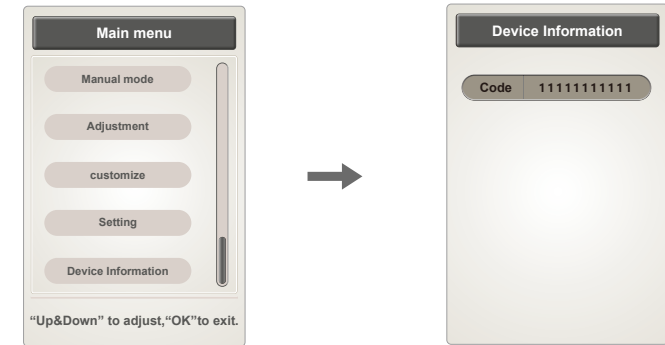 Main menu
Manual mode
Adjustment
customize
Setting
Device Information
“Up&Down” to adjust,“OK”to exit.
Device Information
Code 11111111111